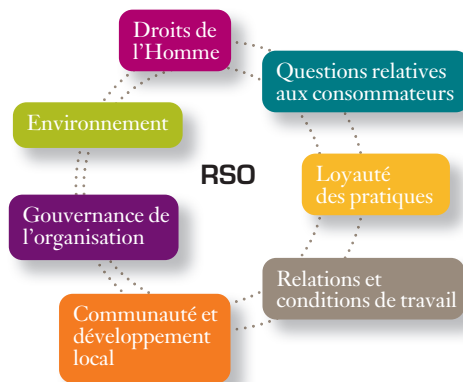 Droits de
l’Homme
Questions relatives
aux consommateurs
Environnement
RSO
Loyauté
des pratiques
Gouvernance de
l’organisation
Relations et
conditions de travail
Communauté et
développement
local